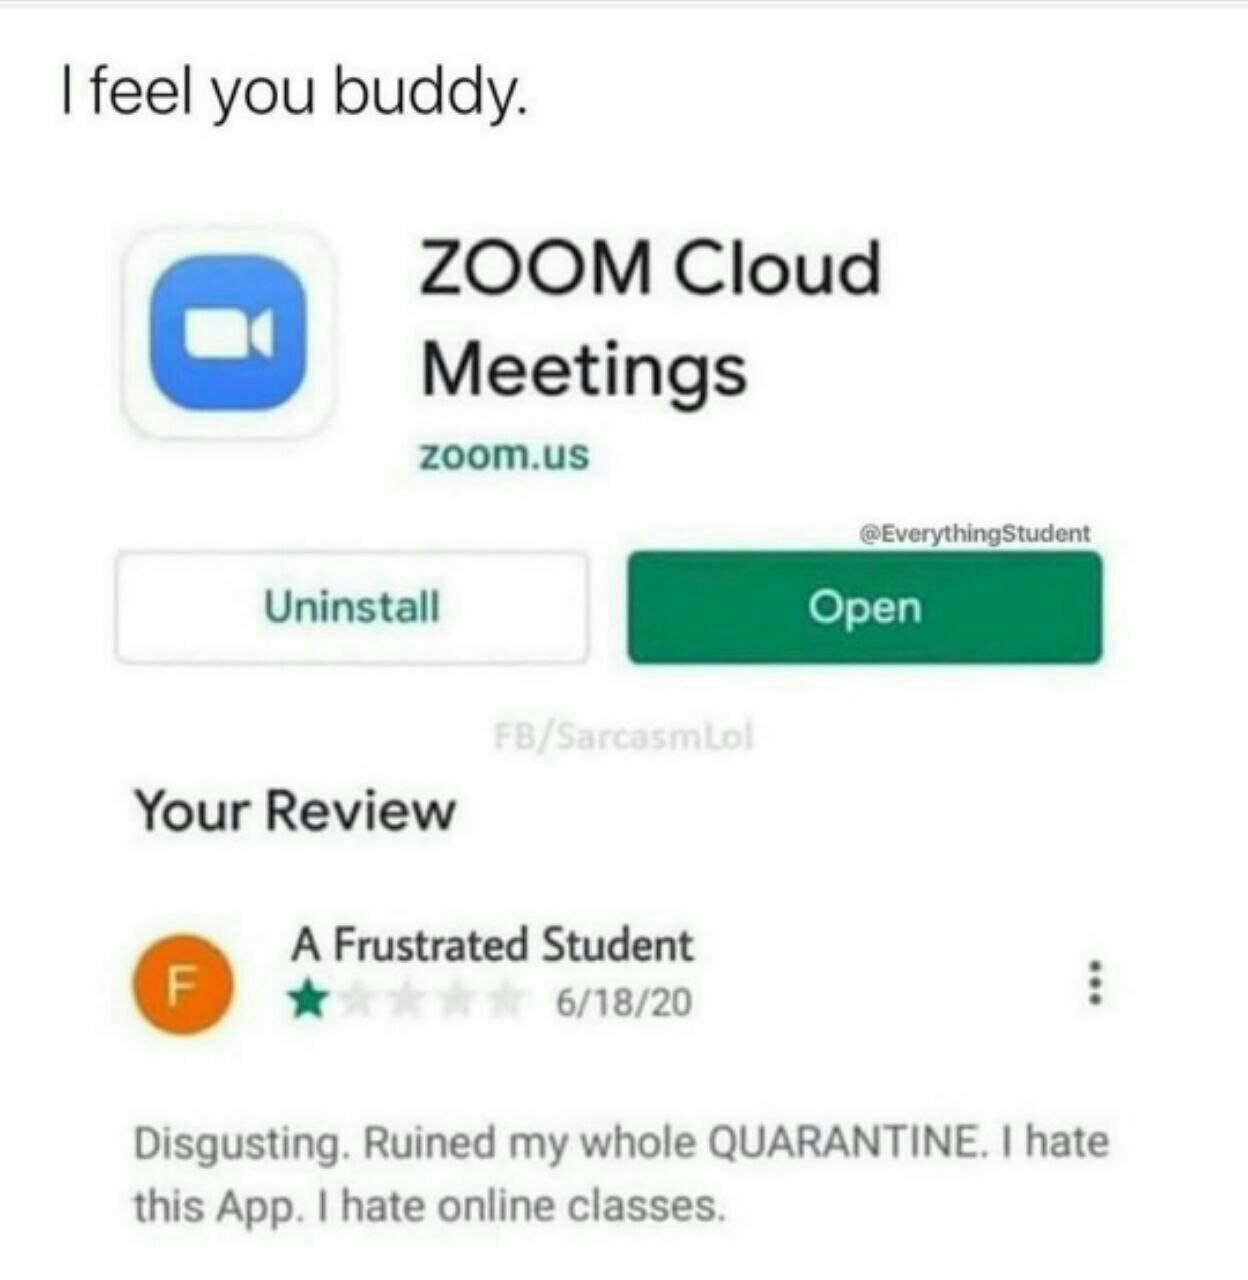 I feel you buddy.
ZOOM Cloud
Meetings
zoom.us
@EverythingStudent
Uninstall
Open
FB/SarcasmLol
Your Review
F
A Frustrated Student
6/18/20
Disgusting. Ruined my whole QUARANTINE. I hate
this App. I hate online classes.